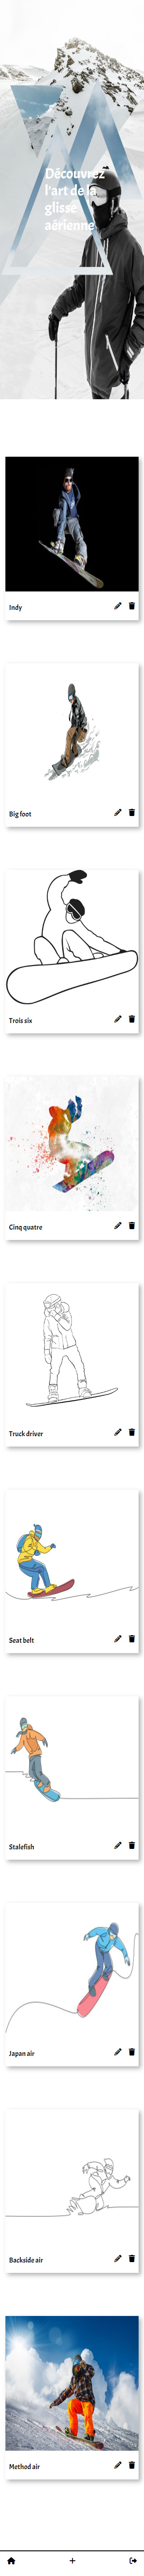 Découvrez
l'art de la
glisse
aérienne
Indy
Big foot
Trois six
Cinq quatre
Truck driver
Seat belt
Stalefish
Japan air
Backside air
Method air